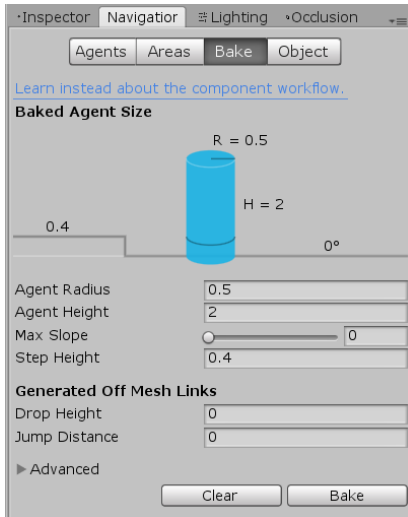 Inspector Navigatior Lighting Occlusion
Agents Areas Bake Object
Learn instead about the component workflow.
Baked Agent Size
R = 0.5
H = 2
0.4
0°
Agent Radius 0.5
Agent Height 2
Max Slope 0
Step Height 0.4
Generated Off Mesh Links
Drop Height 0
Jump Distance 0
Advanced
Clear Bake